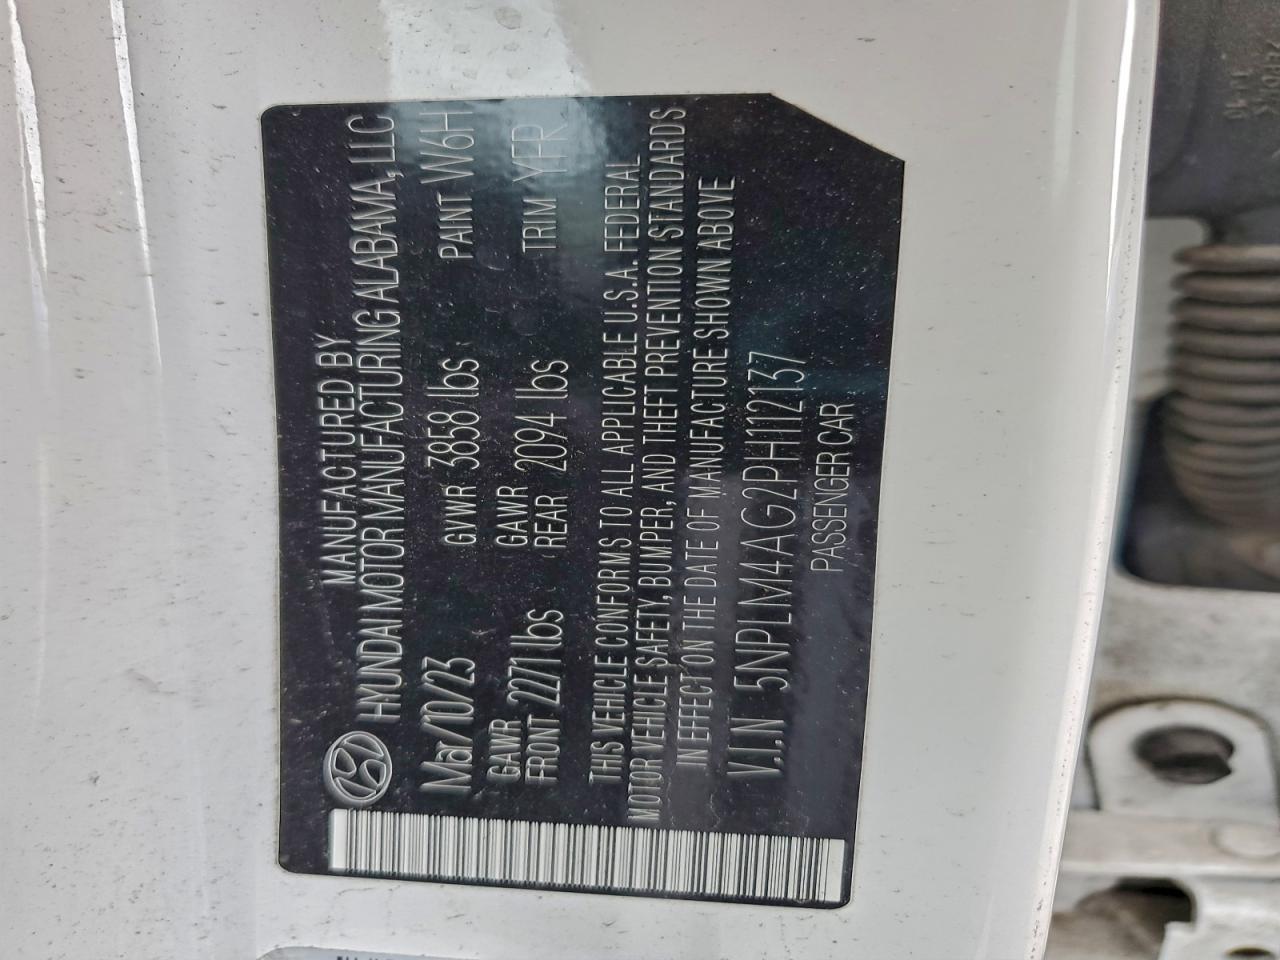 MANUFACTURED BY
HYUNDAI MOTOR MANUFACTURING ALABAMA, LLC
Mar/10/23 GVWR 3858 lbs PAINT W6H
GAWR GAWR
FRONT 2271 lbs REAR 2094 lbs TRIM YFR
THIS VEHICLE CONFORMS TO ALL APPLICABLE U.S.A. FEDERAL
MOTOR VEHICLE SAFETY, BUMPER, AND THEFT PREVENTION STANDARDS
IN EFFECT ON THE DATE OF MANUFACTURE SHOWN ABOVE
V.I.N 5NPLM4AG2PH112137
PASSENGER CAR